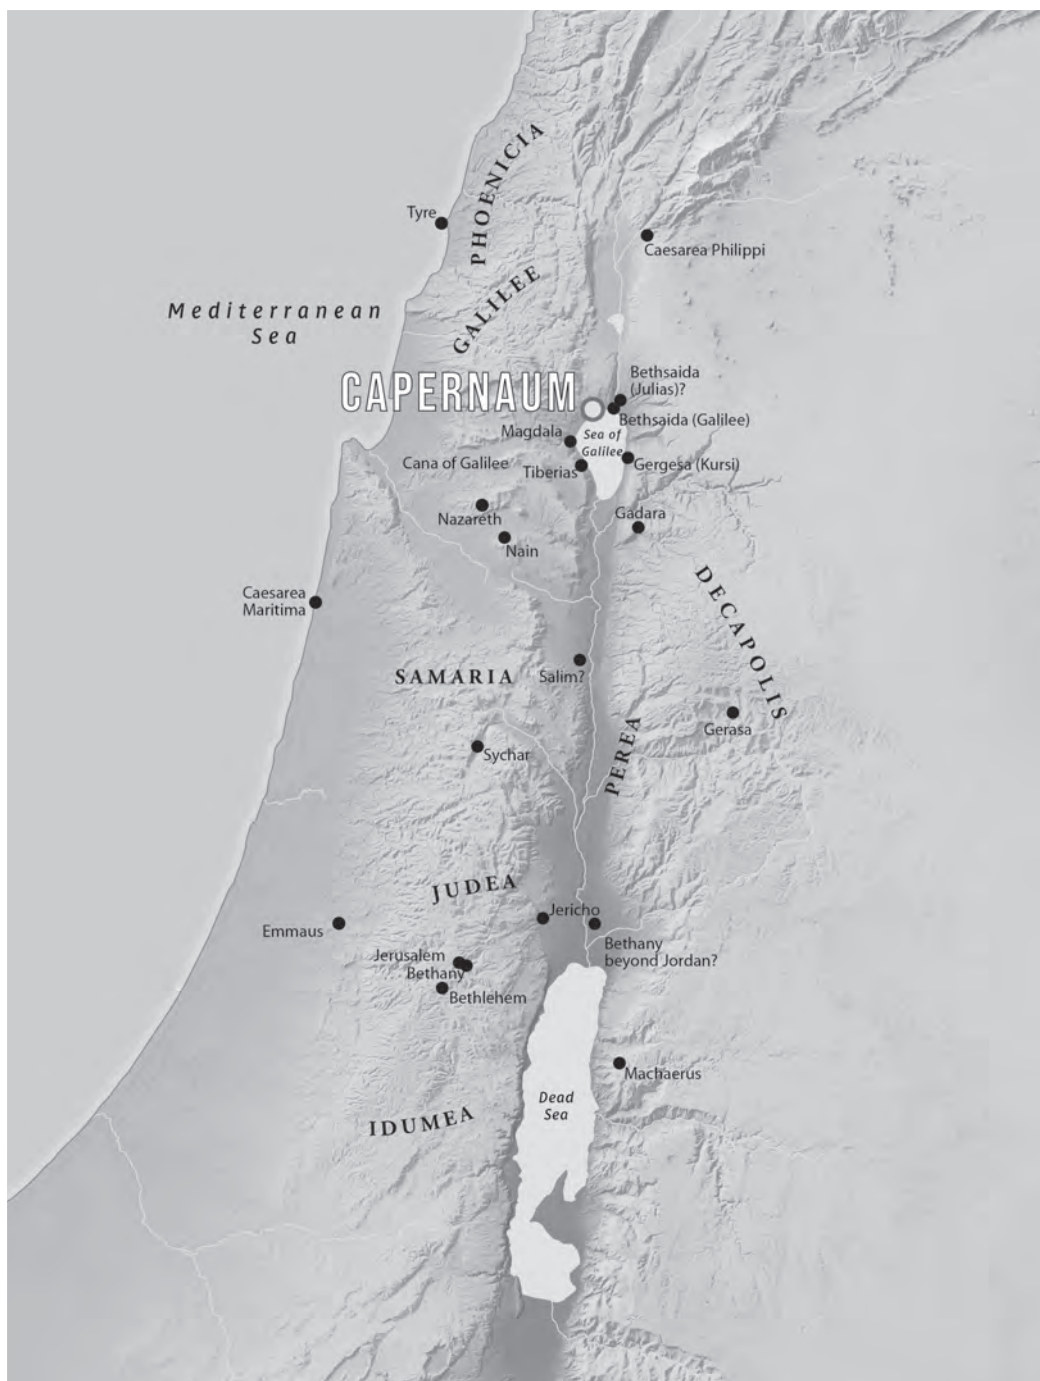 PHOENICIA
Tyre
Caesarea Philippi
GALILEE
Mediterranean
Sea
CAPERNAUM
Bethsaida
(Julias)?
Bethsaida (Galilee)
Magdala
Sea of
Galilee
Cana of Galilee
Tiberias
Gergesa (Kursi)
Nazareth
Gadara
Nain
Caesarea
Maritima
DECAPOLIS
SAMARIA
Salim?
PEREA
Gerasa
Sychar
JUDEA
Jericho
Emmaus
Bethany
beyond Jordan?
Jerusalem
Bethany
Bethlehem
Machaerus
Dead
Sea
IDUMEA